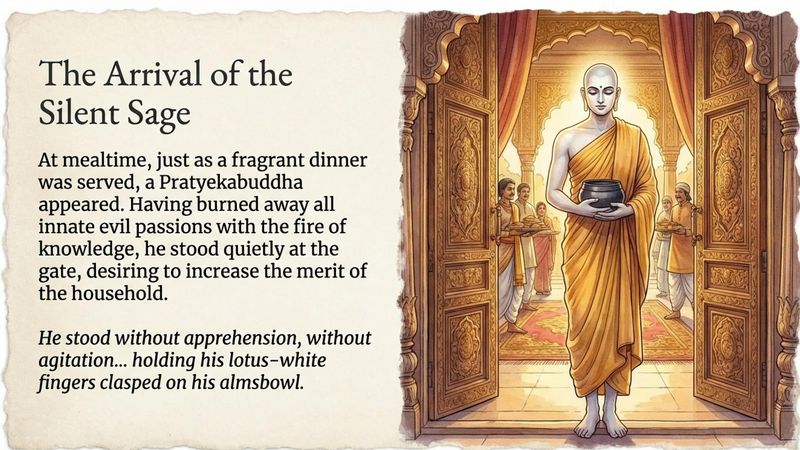 The Arrival of the
Silent Sage
At mealtime, just as a fragrant dinner
was served, a Pratyekabuddha
appeared. Having burned away all
innate evil passions with the fire of
knowledge, he stood quietly at the
gate, desiring to increase the merit of
the household.
He stood without apprehension, without
agitation... holding his lotus-white
fingers clasped on his almsbowl.